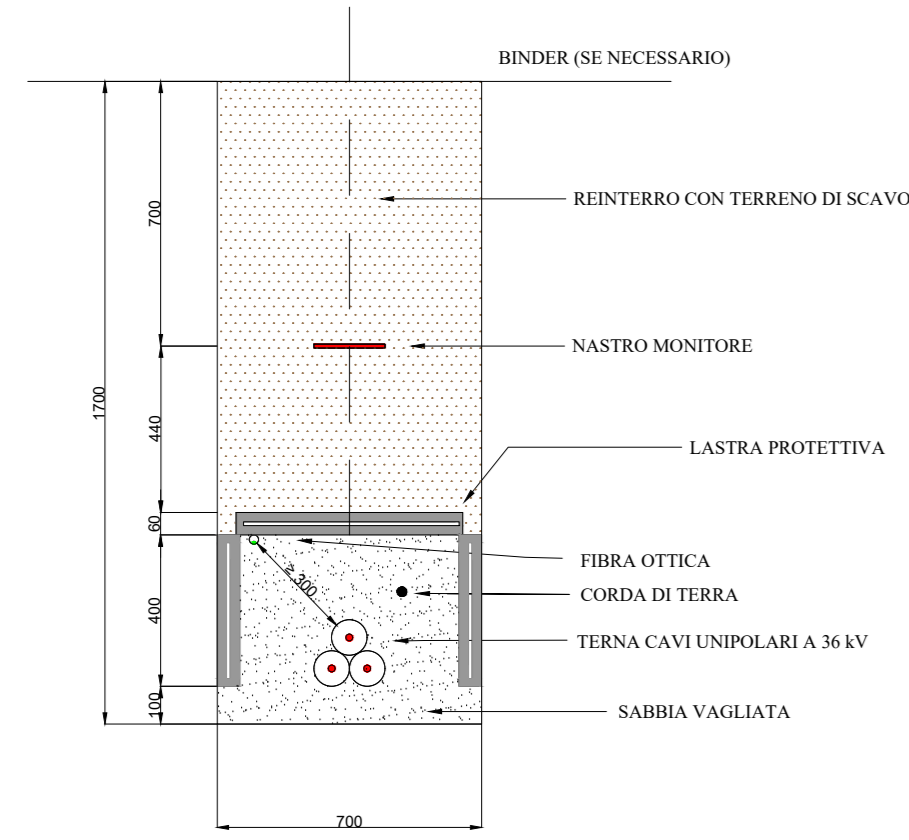 BINDER (SE NECESSARIO)
REINTERRO CON TERRENO DI SCAVO
700
NASTRO MONITORE
1700
440
LASTRA PROTETTIVA
60
FIBRA OTTICA
≥ 300
CORDA DI TERRA
400
TERNA CAVI UNIPOLARI A 36 kV
100
SABBIA VAGLIATA
700